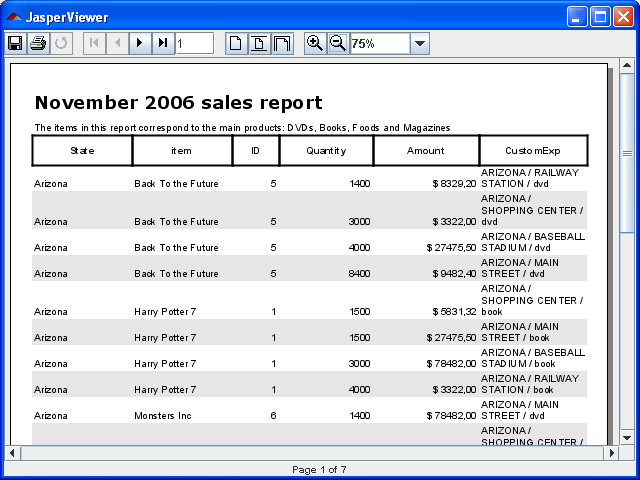 JasperViewer
1
75%
November 2006 sales report
The items in this report correspond to the main products: DVDs, Books, Foods and Magazines
State item ID Quantity Amount CustomExp
ARIZONA / RAILWAY
Arizona Back To the Future 5 1400 $ 8329,20 STATION / dvd
ARIZONA /
SHOPPING CENTER /
Arizona Back To the Future 5 3000 $ 3322,00 dvd
ARIZONA / BASEBALL
Arizona Back To the Future 5 4000 $ 27475,50 STADIUM / dvd
ARIZONA / MAIN
Arizona Back To the Future 5 8400 $ 9482,40 STREET / dvd
ARIZONA /
SHOPPING CENTER /
Arizona Harry Potter 7 1 1500 $ 5831,32 book
ARIZONA / MAIN
Arizona Harry Potter 7 1 1500 $ 27475,50 STREET / book
ARIZONA / BASEBALL
Arizona Harry Potter 7 1 3000 $ 78482,00 STADIUM / book
ARIZONA / RAILWAY
Arizona Harry Potter 7 1 4000 $ 3322,00 STATION / book
ARIZONA / MAIN
Arizona Monsters Inc 6 1400 $ 78482,00 STREET / dvd
ARIZONA /
SHOPPING CENTER /
Page 1 of 7